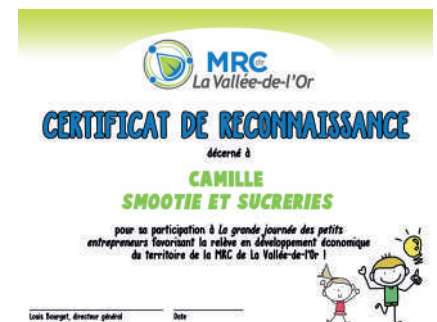 MRC de
La Vallée-de-l'Or
CERTIFICAT DE RECONNAISSANCE
décerné à
CAMILLE
SMOOTIE ET SUCRERIES
pour sa participation à La grande journée des petits
entrepreneurs favorisant la relève en développement économique
du territoire de la MRC de La Vallée-de-l'Or !
Louis Bourget, directeur général Date